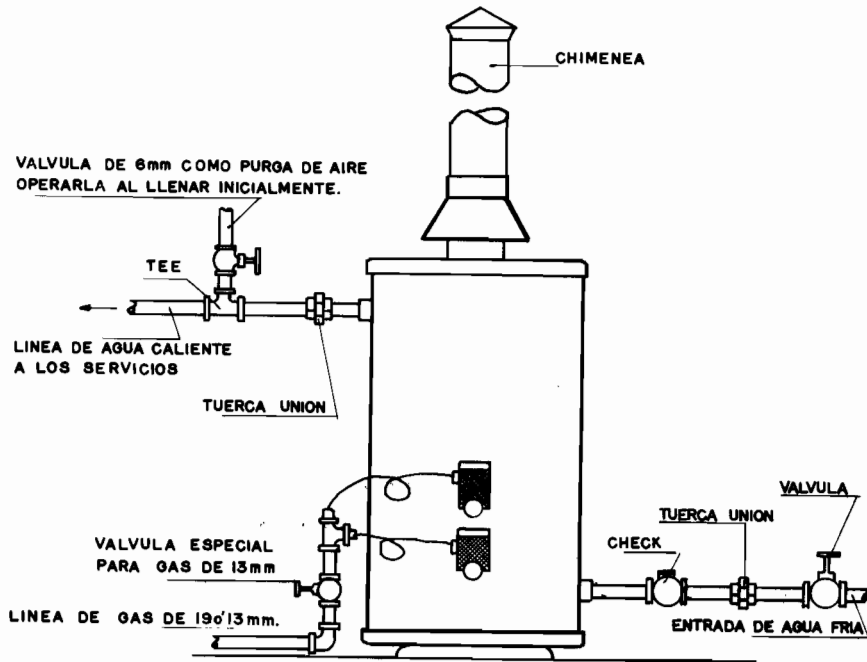 CHIMENEA
VALVULA DE 6mm COMO PURGA DE AIRE
OPERARLA AL LLENAR INICIALMENTE.
TEE
LINEA DE AGUA CALIENTE
A LOS SERVICIOS
TUERCA UNION
VALVULA
TUERCA UNION
CHECK
VALVULA ESPECIAL
PARA GAS DE 13mm
LINEA DE GAS DE 19o'13mm.
ENTRADA DE AGUA FRIA